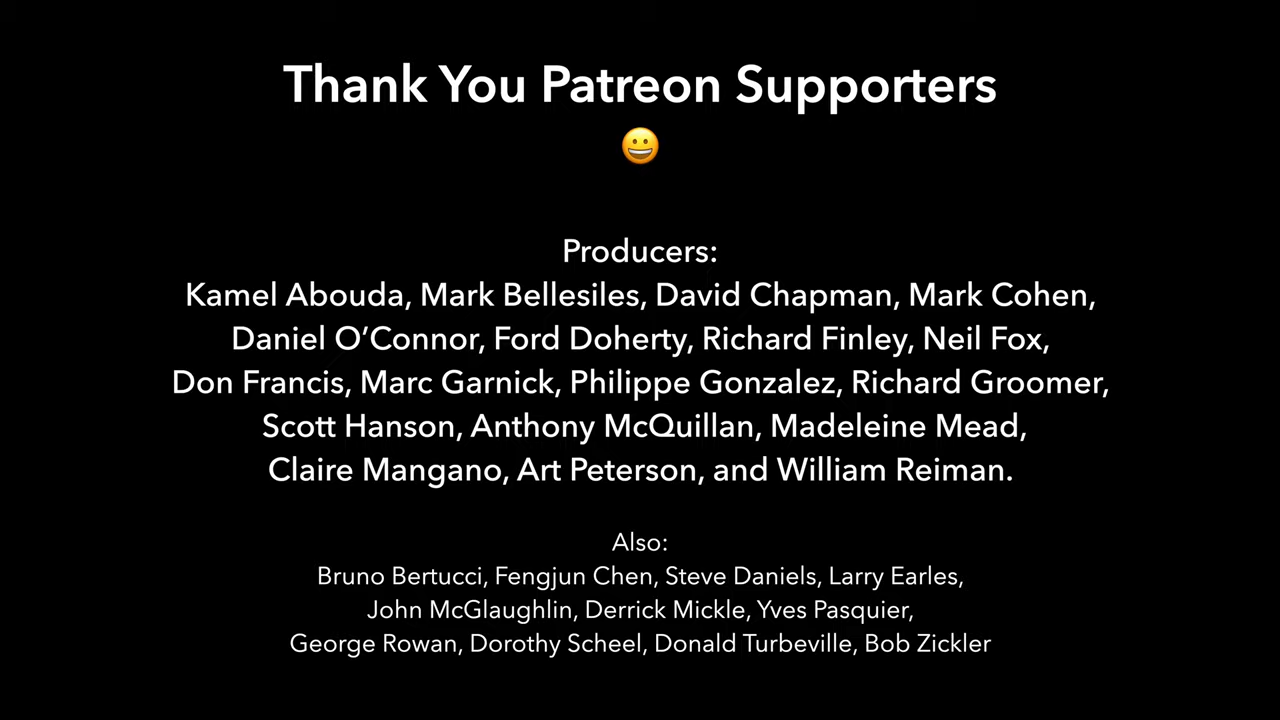 Thank You Patreon Supporters
😀
Producers:
Kamel Abouda, Mark Bellesiles, David Chapman, Mark Cohen,
Daniel O’Connor, Ford Doherty, Richard Finley, Neil Fox,
Don Francis, Marc Garnick, Philippe Gonzalez, Richard Groomer,
Scott Hanson, Anthony McQuillan, Madeleine Mead,
Claire Mangano, Art Peterson, and William Reiman.
Also:
Bruno Bertucci, Fengjun Chen, Steve Daniels, Larry Earles,
John McGlaughlin, Derrick Mickle, Yves Pasquier,
George Rowan, Dorothy Scheel, Donald Turbeville, Bob Zickler